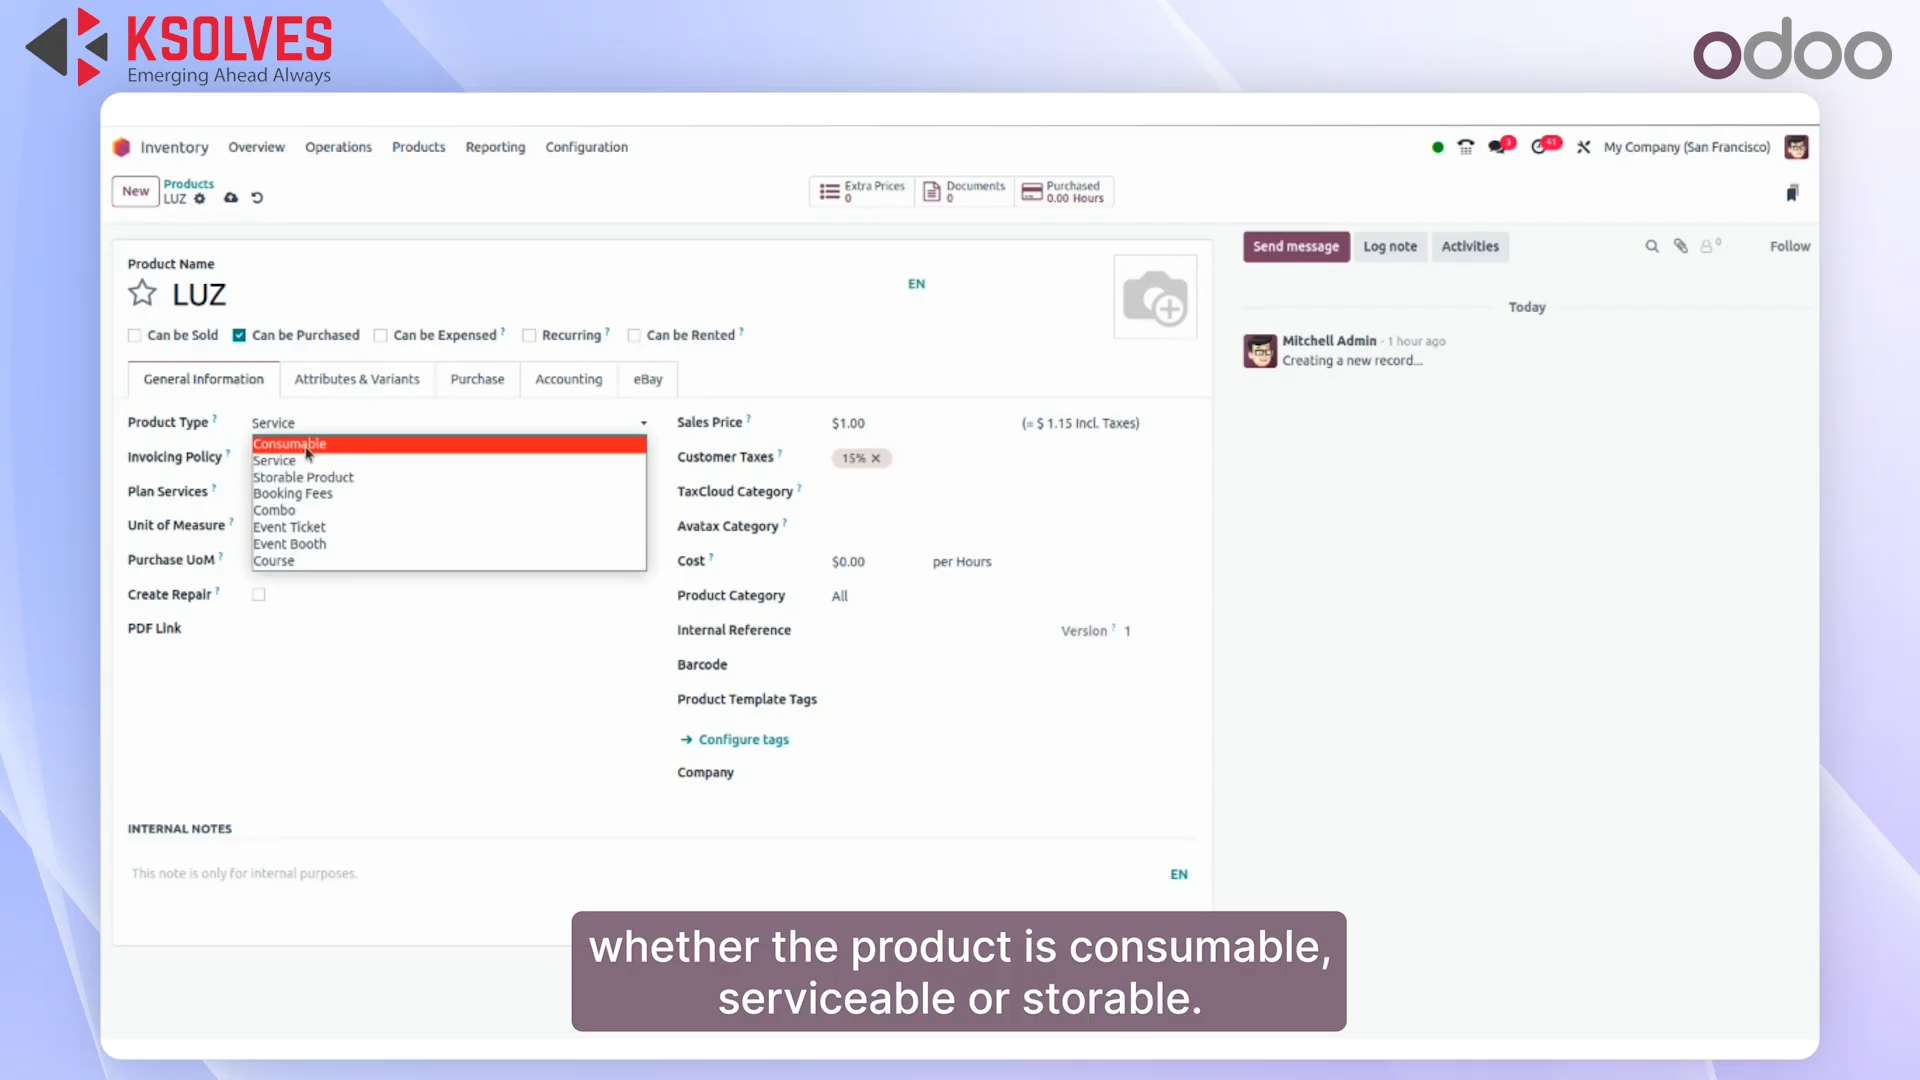 KSOLVES
Emerging Ahead Always
odoo
Inventory Overview Operations Products Reporting Configuration
3 41 My Company (San Francisco)
New Products
LUZ
Extra Prices
0
Documents
0
Purchased
0.00 Hours
Send message Log note Activities 0 Follow
Product Name
LUZ
EN
Can be Sold Can be Purchased Can be Expensed ? Recurring ? Can be Rented ?
Today
Mitchell Admin - 1 hour ago
Creating a new record...
General Information Attributes & Variants Purchase Accounting eBay
Product Type ? Service
Consumable
Service
Storable Product
Booking Fees
Combo
Event Ticket
Event Booth
Course
Invoicing Policy ?
Plan Services ?
Unit of Measure ?
Purchase UoM ?
Create Repair ?
PDF Link
Sales Price ? $1.00 (= $ 1.15 Incl. Taxes)
Customer Taxes ? 15% ×
TaxCloud Category ?
Avatax Category ?
Cost ? $0.00 per Hours
Product Category All
Internal Reference Version ? 1
Barcode
Product Template Tags
→ Configure tags
Company
INTERNAL NOTES
This note is only for internal purposes.
EN
whether the product is consumable,
serviceable or storable.